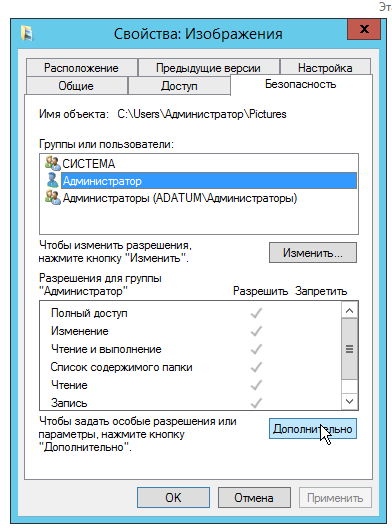 Эт
Свойства: Изображения
x
Расположение Предыдущие версии Настройка
Общие Доступ Безопасность
Имя объекта: C:\Users\Администратор\Pictures
Группы или пользователи:
СИСТЕМА
Администратор
Администраторы (ADATUM\Администраторы)
Чтобы изменить разрешения,
нажмите кнопку "Изменить".
Изменить...
Разрешения для группы
"Администратор"
Разрешить Запретить
Полный доступ
Изменение
Чтение и выполнение
Список содержимого папки
Чтение
Запись
Чтобы задать особые разрешения или
параметры, нажмите кнопку
"Дополнительно".
Дополнительно
OK Отмена Применить